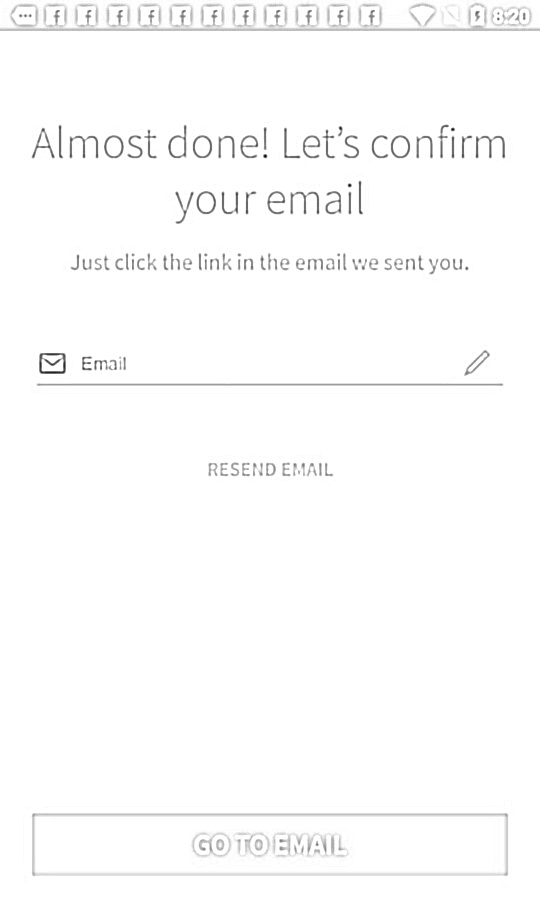 8:20
Almost done! Let's confirm
your email
Just click the link in the email we sent you.
Email
RESEND EMAIL
GO TO EMAIL